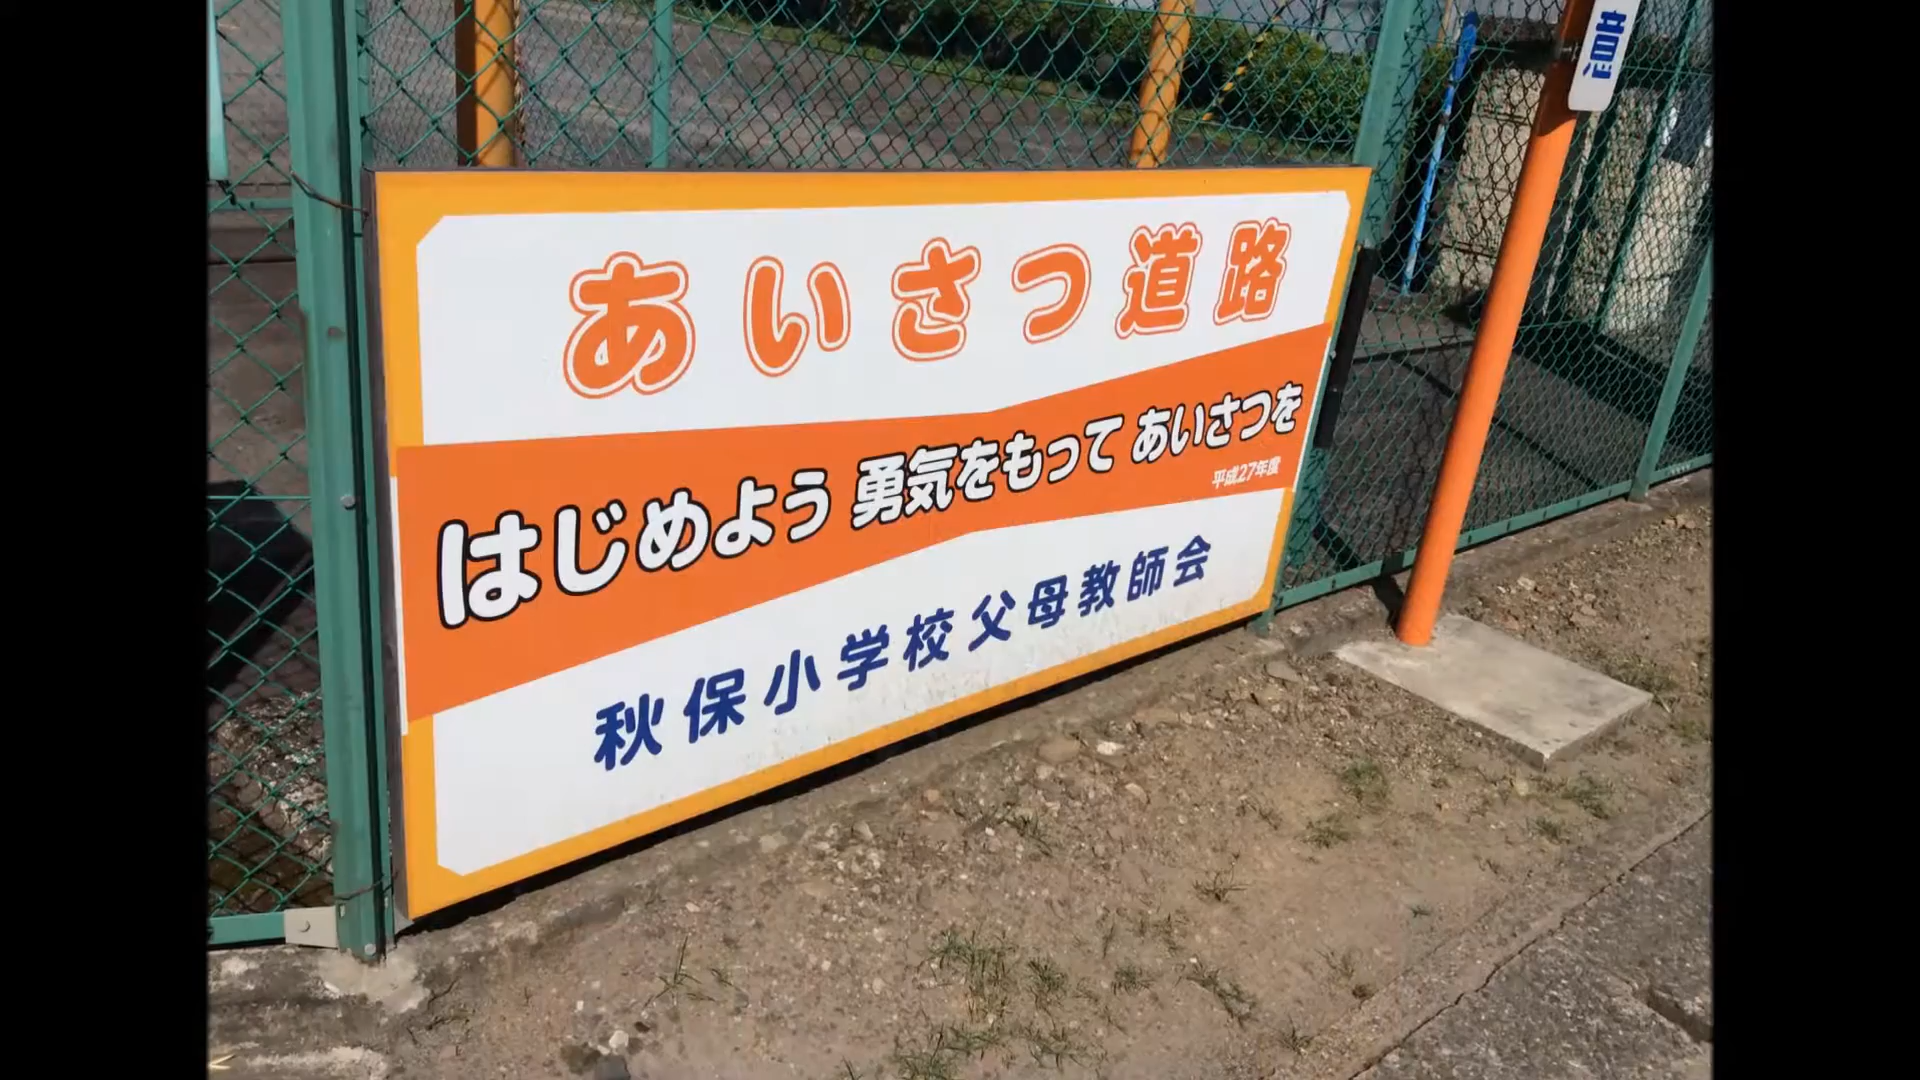 あいさつ道路
はじめよう 勇気をもって あいさつを
平成27年度
秋保小学校父母教師会
意